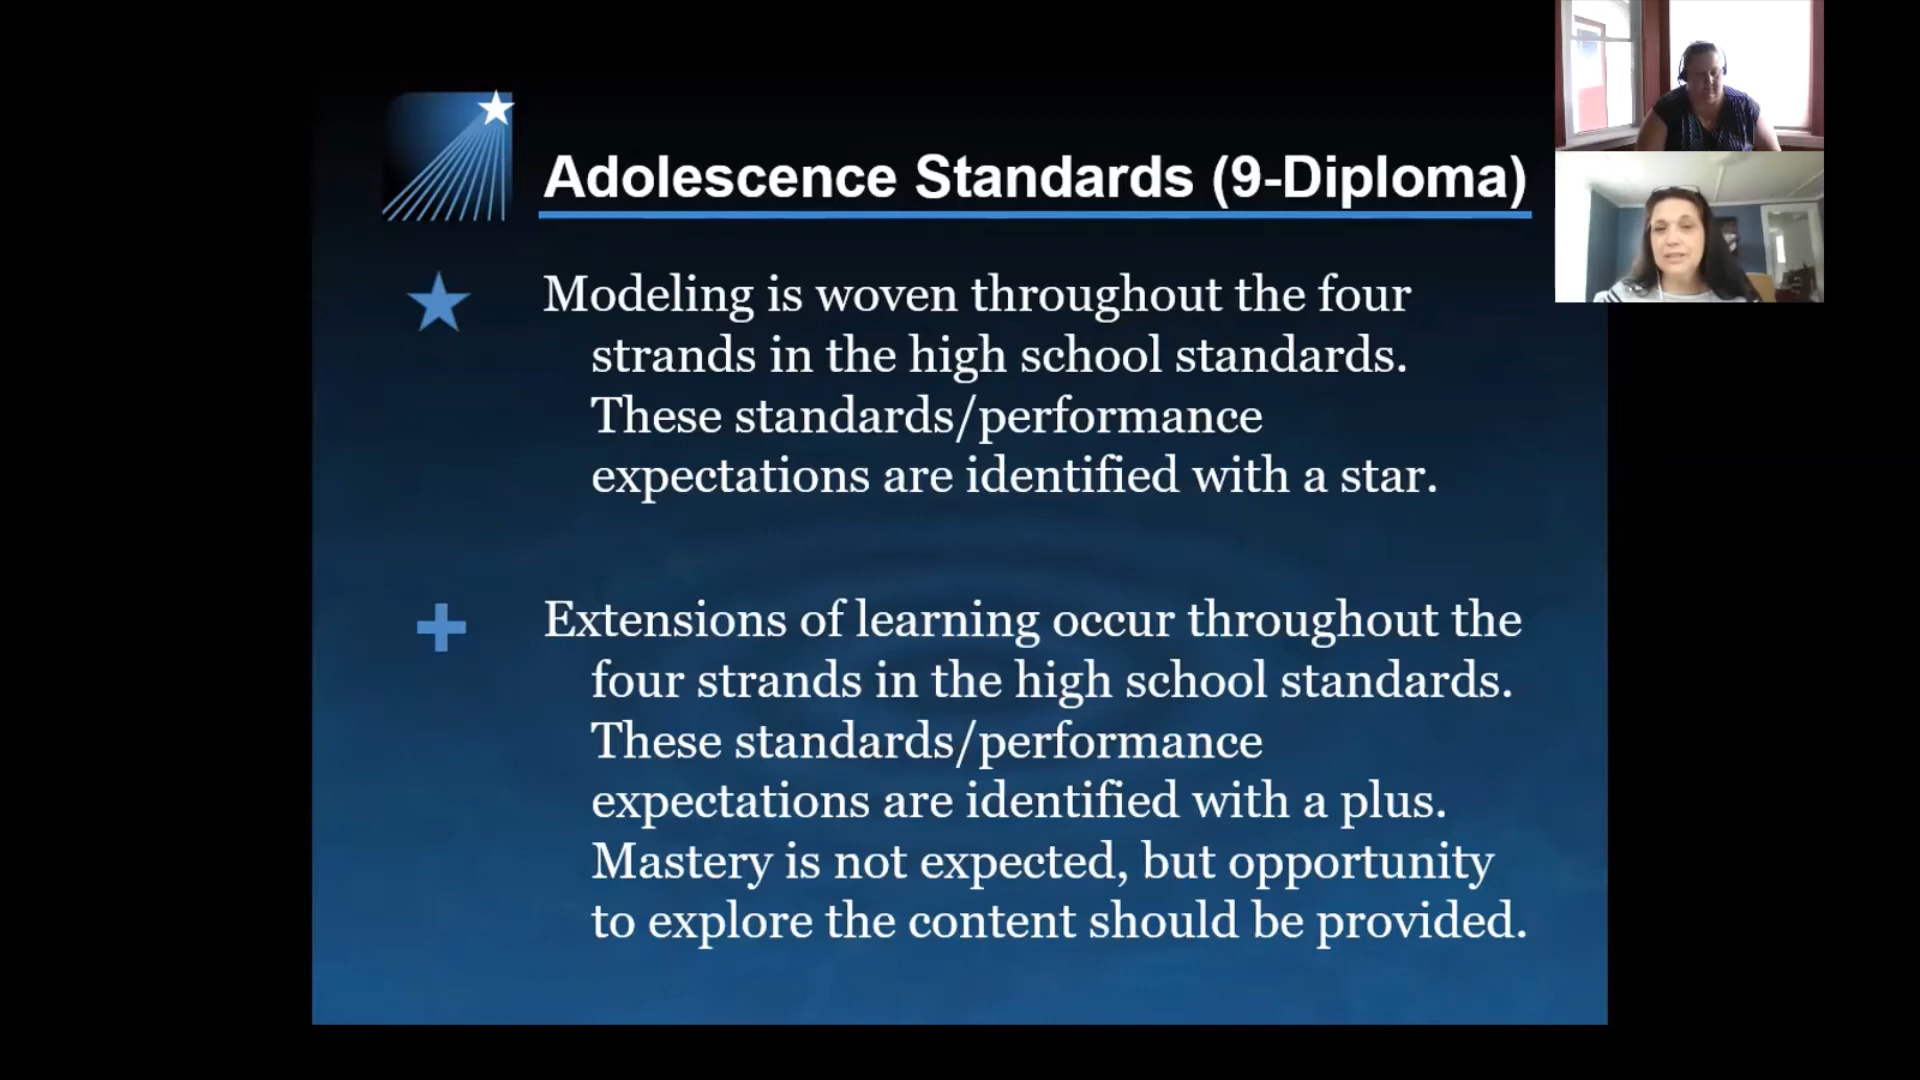 Adolescence Standards (9-Diploma)
Modeling is woven throughout the four
strands in the high school standards.
These standards/performance
expectations are identified with a star.
Extensions of learning occur throughout the
four strands in the high school standards.
These standards/performance
expectations are identified with a plus.
Mastery is not expected, but opportunity
to explore the content should be provided.